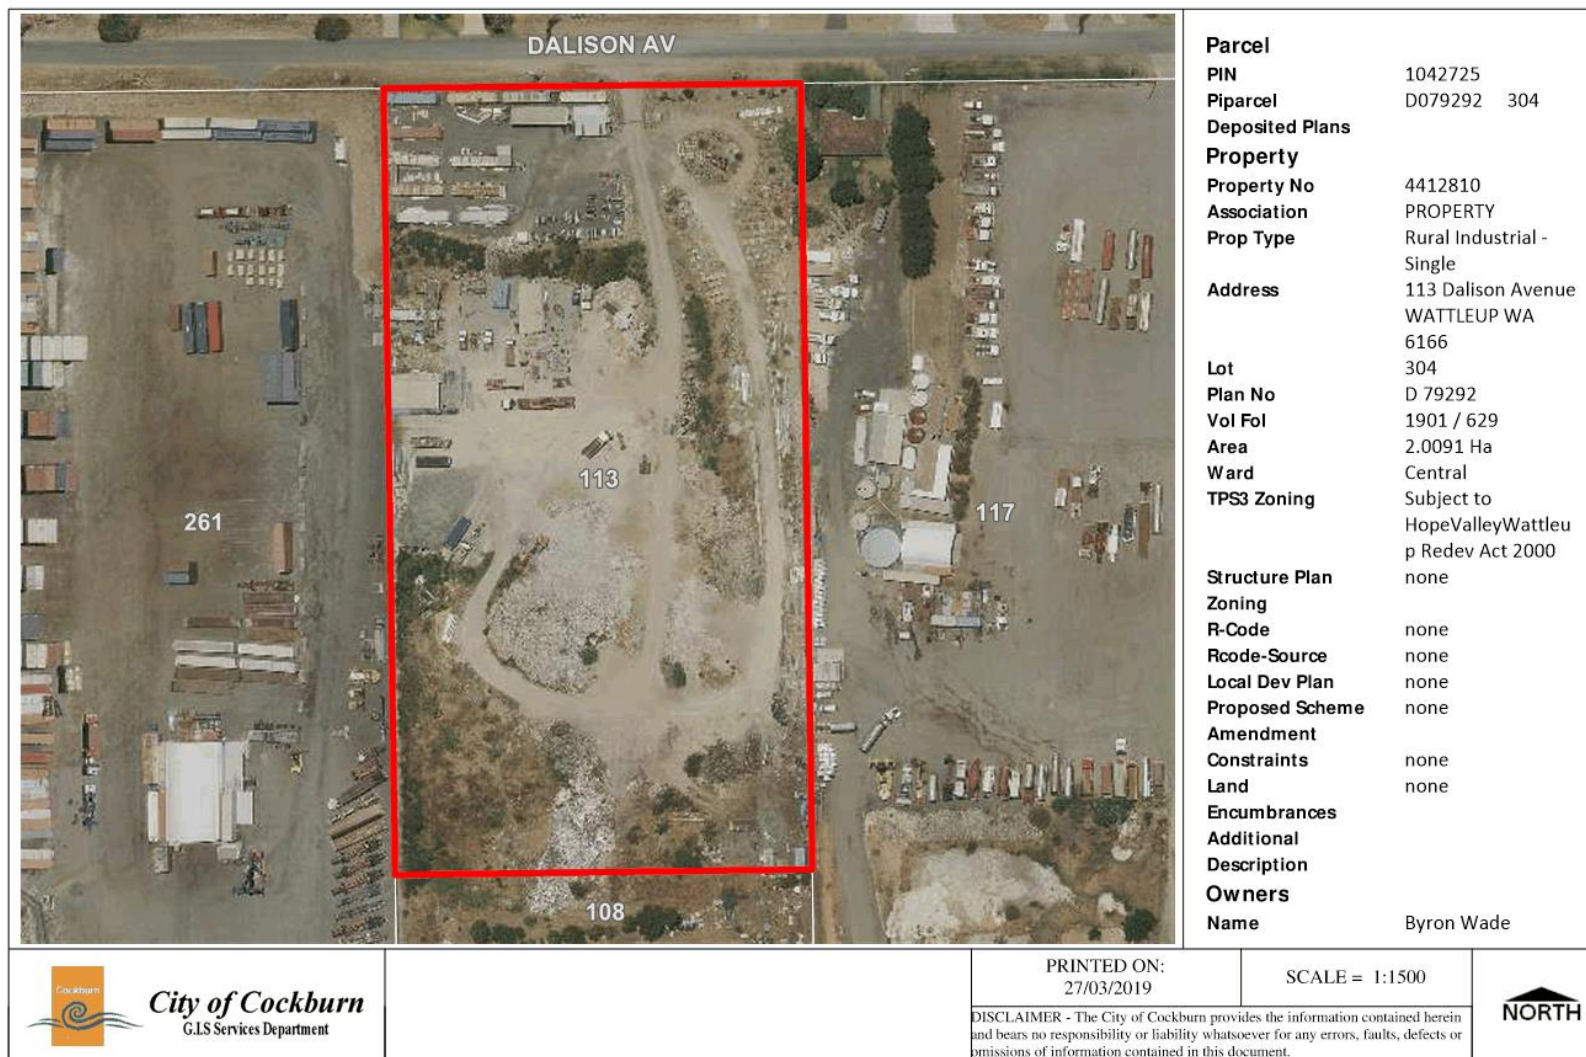 DALISON AV
261
113
117
108
Parcel
PIN 1042725
Piparcel D079292 304
Deposited Plans
Property
Property No 4412810
Association PROPERTY
Prop Type Rural Industrial -
Single
Address 113 Dalison Avenue
WATTLEUP WA
6166
Lot 304
Plan No D 79292
Vol Fol 1901 / 629
Area 2.0091 Ha
Ward Central
TPS3 Zoning Subject to
HopeValleyWattleu
p Redev Act 2000
Structure Plan none
Zoning
R-Code none
Rcode-Source none
Local Dev Plan none
Proposed Scheme none
Amendment
Constraints none
Land none
Encumbrances
Additional
Description
Owners
Name Byron Wade
Cockburn
City of Cockburn
G.I.S Services Department
PRINTED ON:
27/03/2019
SCALE = 1:1500
DISCLAIMER - The City of Cockburn provides the information contained herein
and bears no responsibility or liability whatsoever for any errors, faults, defects or
omissions of information contained in this document.
NORTH